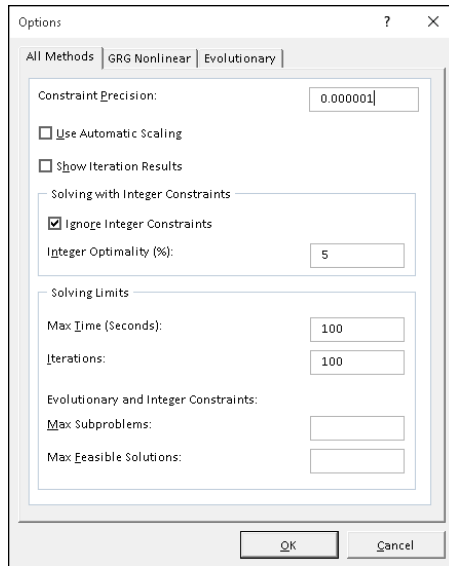 Options ? ×
All Methods GRG Nonlinear Evolutionary
Constraint Precision: 0.000001
Use Automatic Scaling
Show Iteration Results
Solving with Integer Constraints
Ignore Integer Constraints
Integer Optimality (%): 5
Solving Limits
Max Time (Seconds): 100
Iterations: 100
Evolutionary and Integer Constraints:
Max Subproblems:
Max Feasible Solutions:
OK Cancel